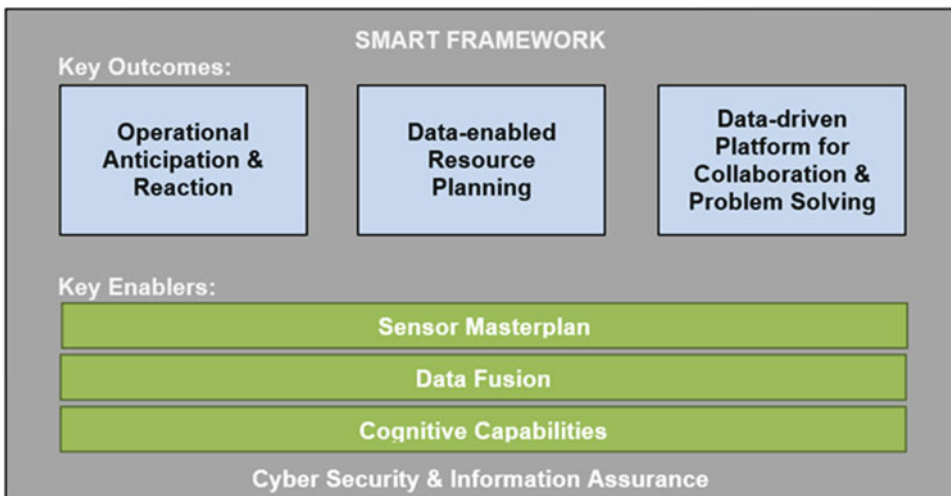 SMART FRAMEWORK
Key Outcomes:
Operational
Anticipation &
Reaction
Data-enabled
Resource
Planning
Data-driven
Platform for
Collaboration &
Problem Solving
Key Enablers:
Sensor Masterplan
Data Fusion
Cognitive Capabilities
Cyber Security & Information Assurance